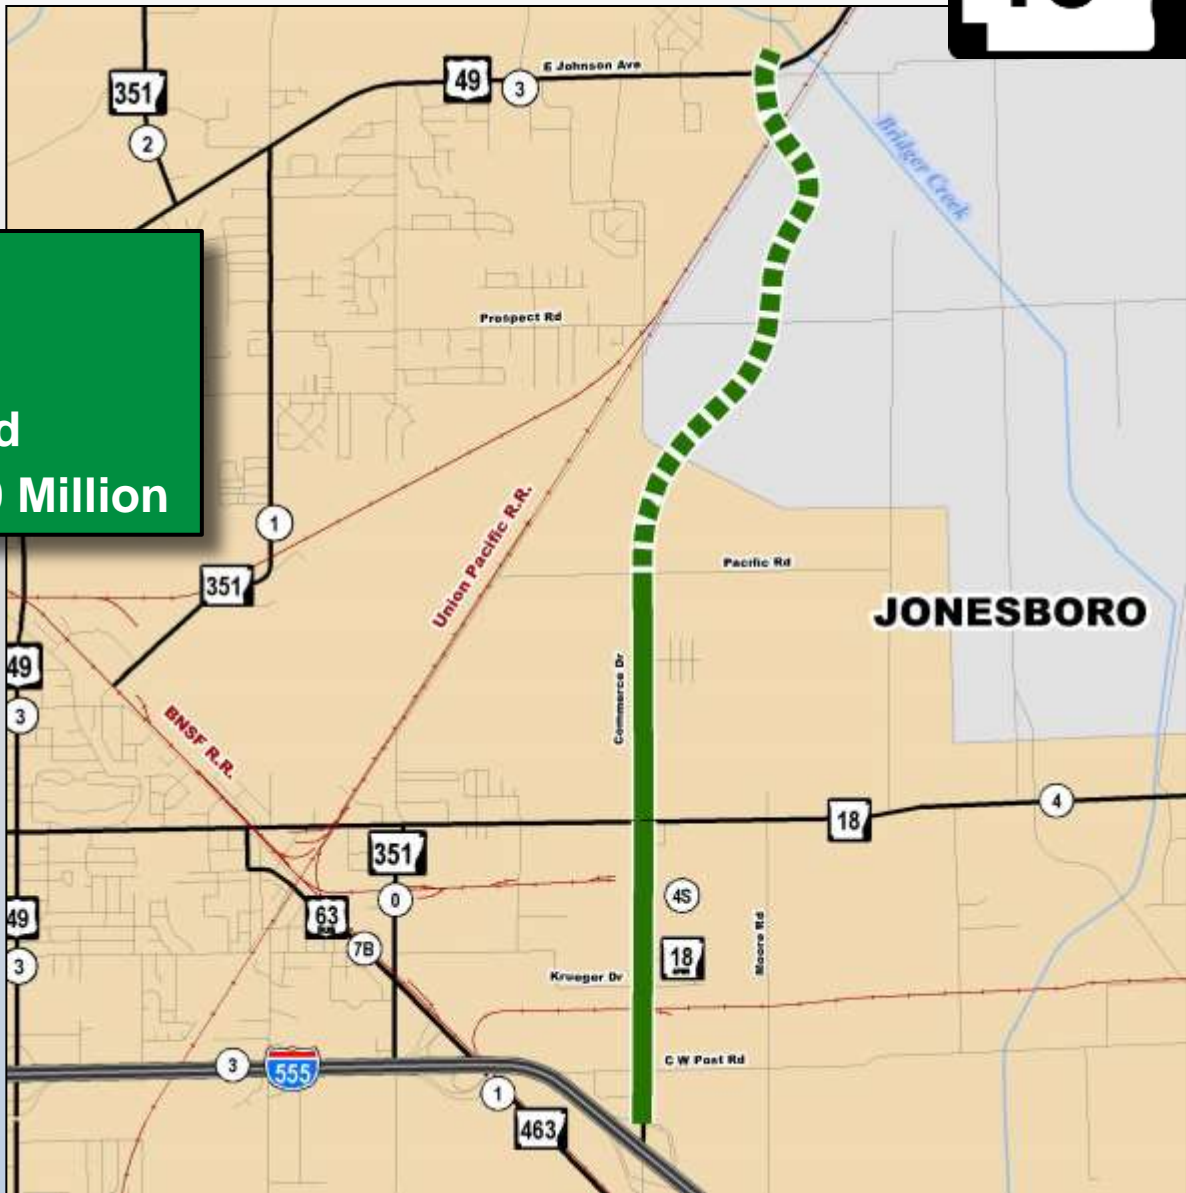 E Johnson Ave
49
3
351
2
Bridger Creek
Prospect Rd
Million
1
351
Union Pacific R.R.
Pacific Rd
JONESBORO
49
3
Commerce Dr
BNSF R.R.
4
18
351
0
4S
49
63
7B
18
Moore Rd
3
Krueger Dr
C W Post Rd
3
555
1
463